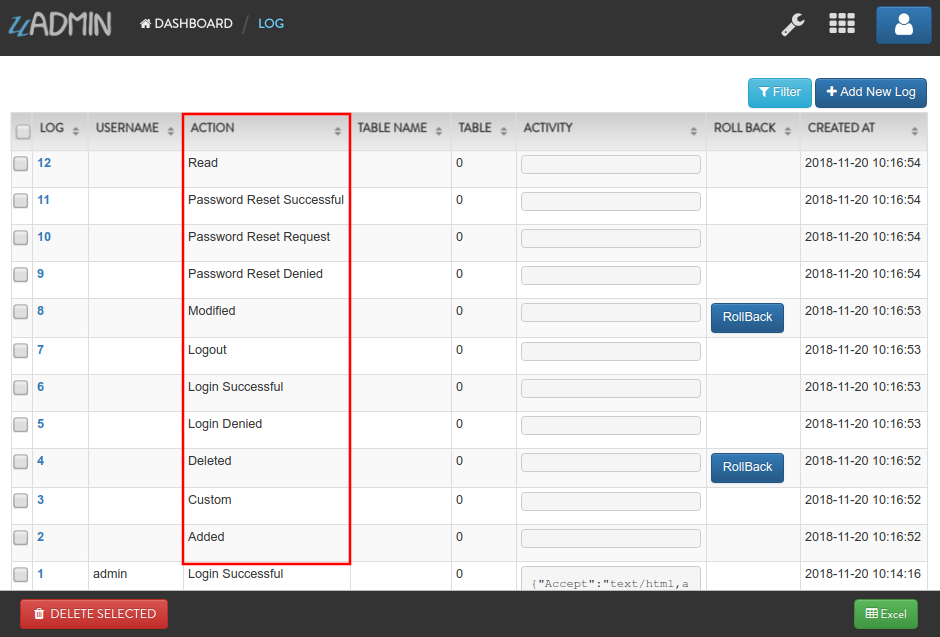 uADMIN DASHBOARD / LOG
Filter + Add New Log
LOG USERNAME ACTION TABLE NAME TABLE ACTIVITY ROLL BACK CREATED AT
12 Read 0 2018-11-20 10:16:54
11 Password Reset Successful 0 2018-11-20 10:16:54
10 Password Reset Request 0 2018-11-20 10:16:54
9 Password Reset Denied 0 2018-11-20 10:16:54
8 Modified 0 RollBack 2018-11-20 10:16:53
7 Logout 0 2018-11-20 10:16:53
6 Login Successful 0 2018-11-20 10:16:53
5 Login Denied 0 2018-11-20 10:16:53
4 Deleted 0 RollBack 2018-11-20 10:16:52
3 Custom 0 2018-11-20 10:16:52
2 Added 0 2018-11-20 10:16:52
1 admin Login Successful 0 {"Accept":"text/html,a 2018-11-20 10:14:16
DELETE SELECTED Excel